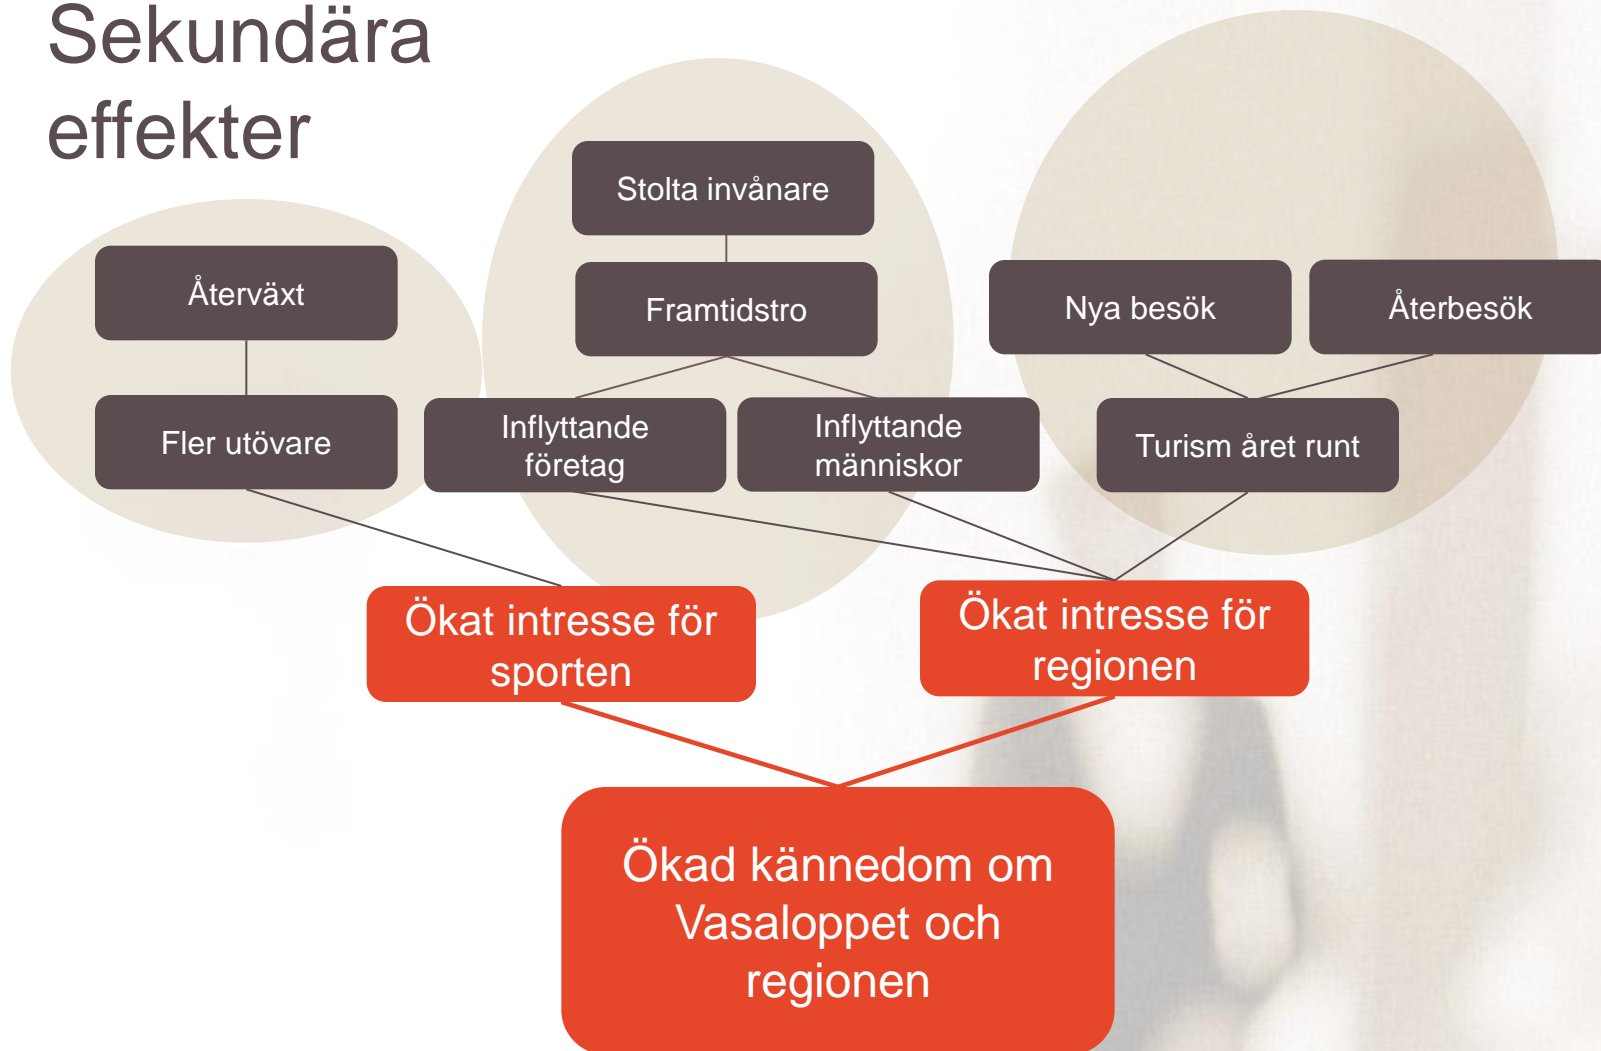 Sekundära
effekter
Stolta invånare
Återväxt
Framtidstro
Nya besök
Återbesök
Fler utövare
Inflyttande
företag
Inflyttande
människor
Turism året runt
Ökat intresse för
sporten
Ökat intresse för
regionen
Ökad kännedom om
Vasaloppet och
regionen